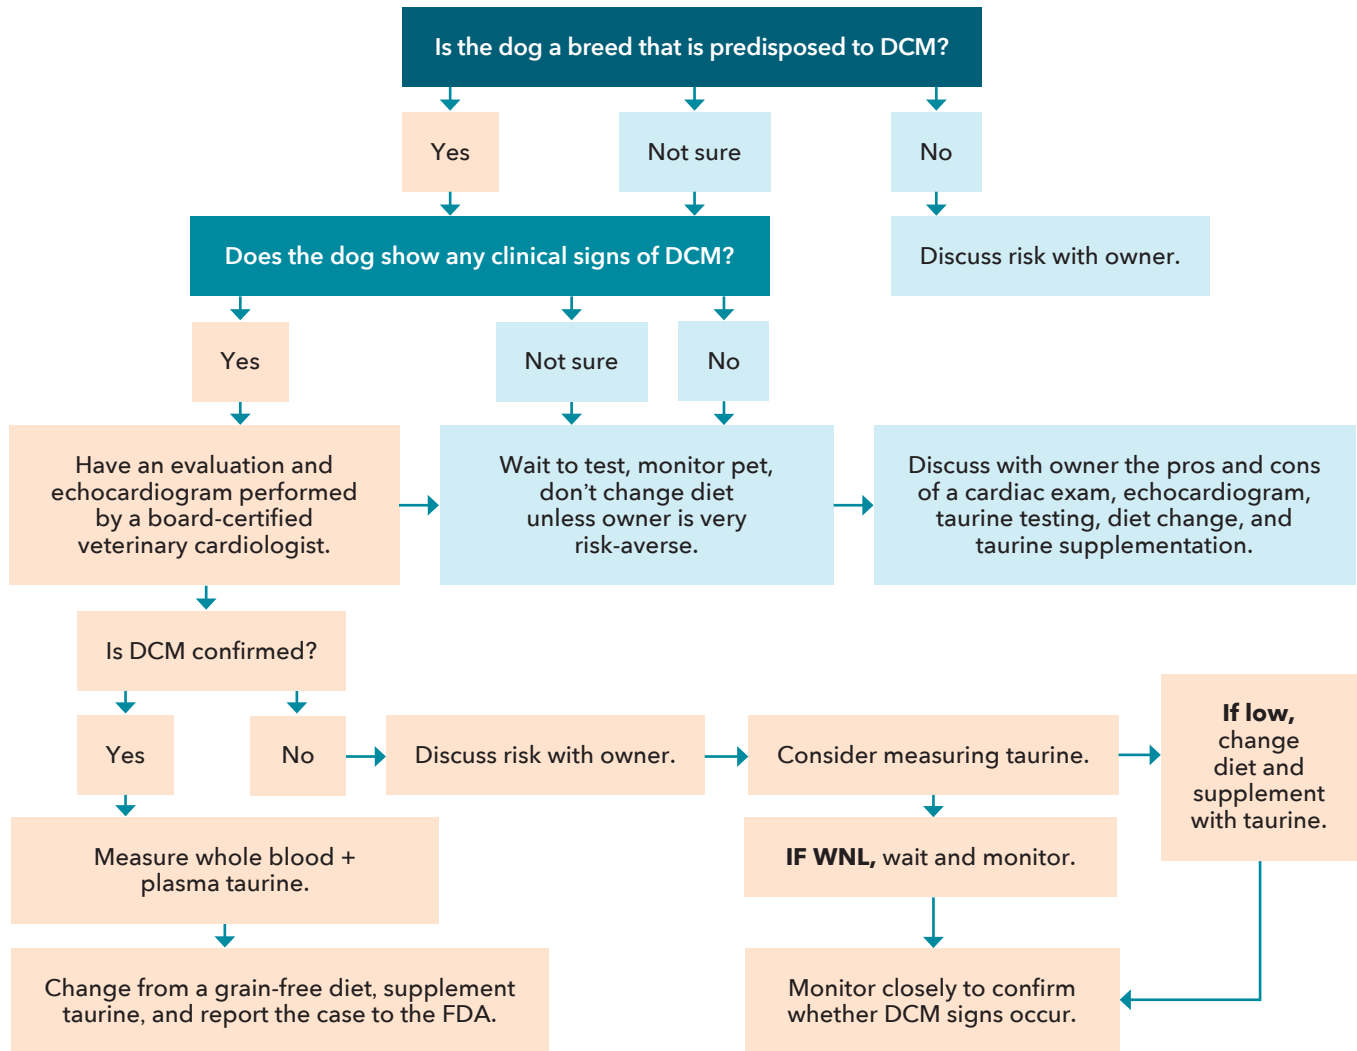 Is the dog a breed that is predisposed to DCM?
Yes
Not sure
No
Does the dog show any clinical signs of DCM?
Discuss risk with owner.
Yes
Not sure
No
Have an evaluation and
echocardiogram performed
by a board-certified
veterinary cardiologist.
Wait to test, monitor pet,
don’t change diet
unless owner is very
risk-averse.
Discuss with owner the pros and cons
of a cardiac exam, echocardiogram,
taurine testing, diet change, and
taurine supplementation.
Is DCM confirmed?
Yes
No
Discuss risk with owner.
Consider measuring taurine.
If low,
change
diet and
supplement
with taurine.
Measure whole blood +
plasma taurine.
IF WNL, wait and monitor.
Change from a grain-free diet, supplement
taurine, and report the case to the FDA.
Monitor closely to confirm
whether DCM signs occur.